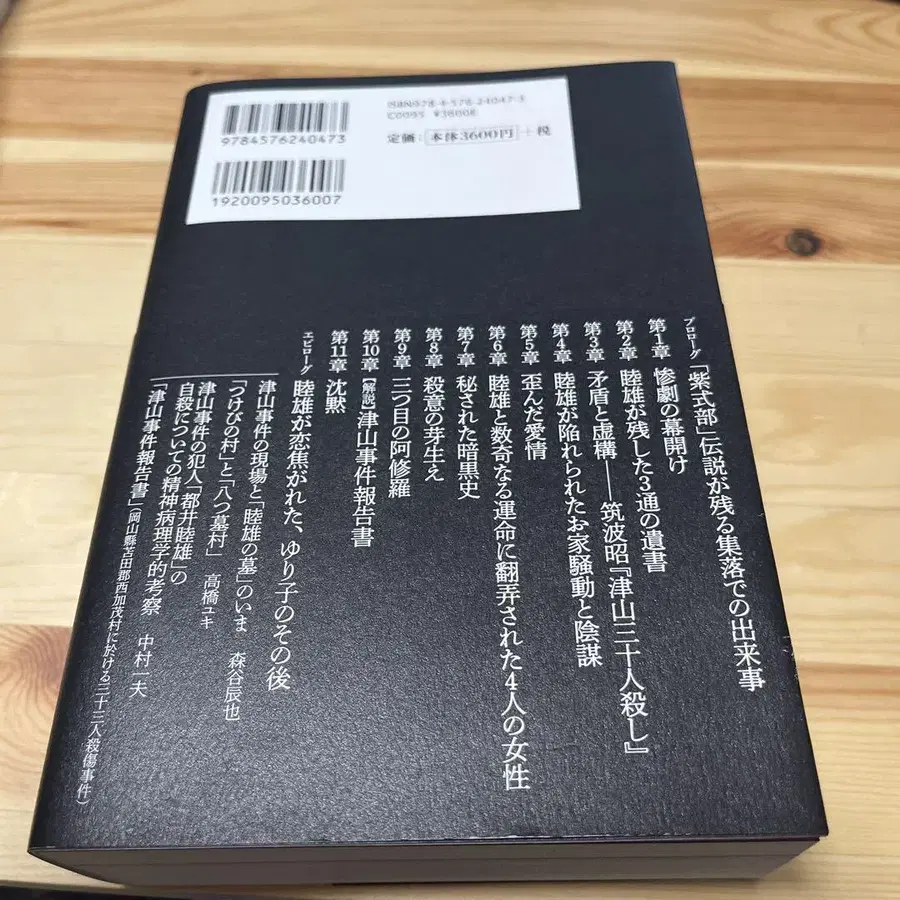 9784576240473
1920095036007
ISBN978-4-576-24047-3
C0095 ¥3600E
定価：本体3600円＋税
プロローグ 「紫式部」伝説が残る集落での出来事
第1章 惨劇の幕開け
第2章 睦雄が残した3通の遺書
第3章 矛盾と虚構――筑波昭『津山三十人殺し』
第4章 睦雄が陥れられたお家騒動と陰謀
第5章 歪んだ愛情
第6章 睦雄と数奇なる運命に翻弄された4人の女性
第7章 秘された暗黒史
第8章 殺意の芽生え
第9章 三つ目の阿修羅
第10章 【解説】津山事件報告書
第11章 沈黙
エピローグ 睦雄が恋焦がれた、ゆり子のその後
津山事件の現場と「睦雄の墓」のいま 森谷辰也
「つけびの村」と「八つ墓村」 高橋ユキ
津山事件の犯人「都井睦雄」の
自殺についての精神病理学的考察 中村一夫
「津山事件報告書」(岡山縣苫田郡西加茂村に於ける三十三人殺傷事件)